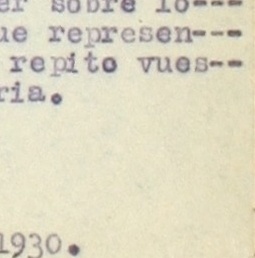 er sobre lo---
ue represen---
repito vues--
ria.
1930.